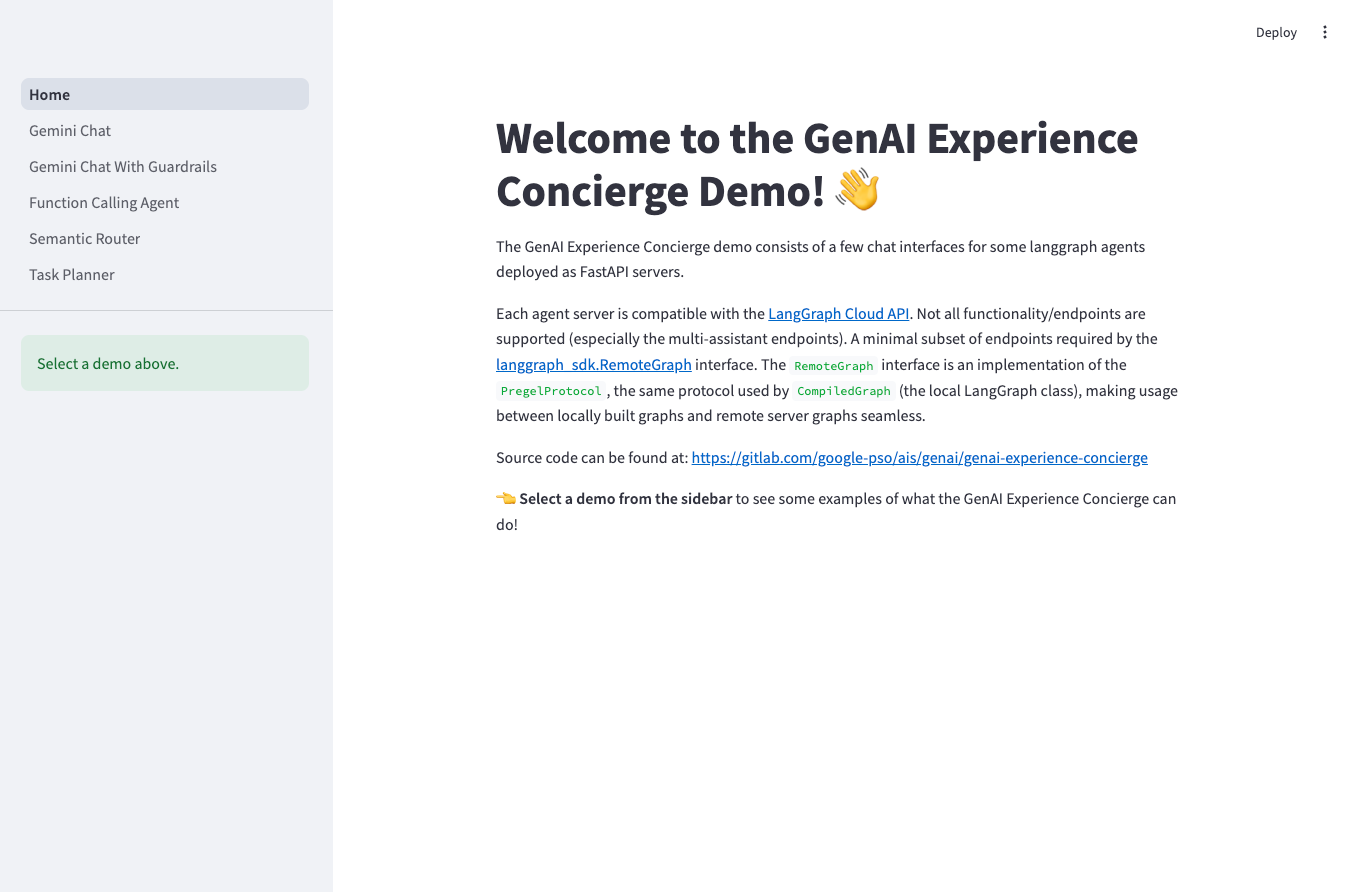 Deploy
Home
Gemini Chat
Gemini Chat With Guardrails
Function Calling Agent
Semantic Router
Task Planner
Select a demo above.
Welcome to the GenAI Experience
Concierge Demo! 👋
The GenAI Experience Concierge demo consists of a few chat interfaces for some langgraph agents
deployed as FastAPI servers.
Each agent server is compatible with the LangGraph Cloud API. Not all functionality/endpoints are
supported (especially the multi-assistant endpoints). A minimal subset of endpoints required by the
langgraph_sdk.RemoteGraph interface. The RemoteGraph interface is an implementation of the
PregelProtocol, the same protocol used by CompiledGraph (the local LangGraph class), making usage
between locally built graphs and remote server graphs seamless.
Source code can be found at: https://gitlab.com/google-pso/ais/genai/genai-experience-concierge
👈 Select a demo from the sidebar to see some examples of what the GenAI Experience Concierge can
do!